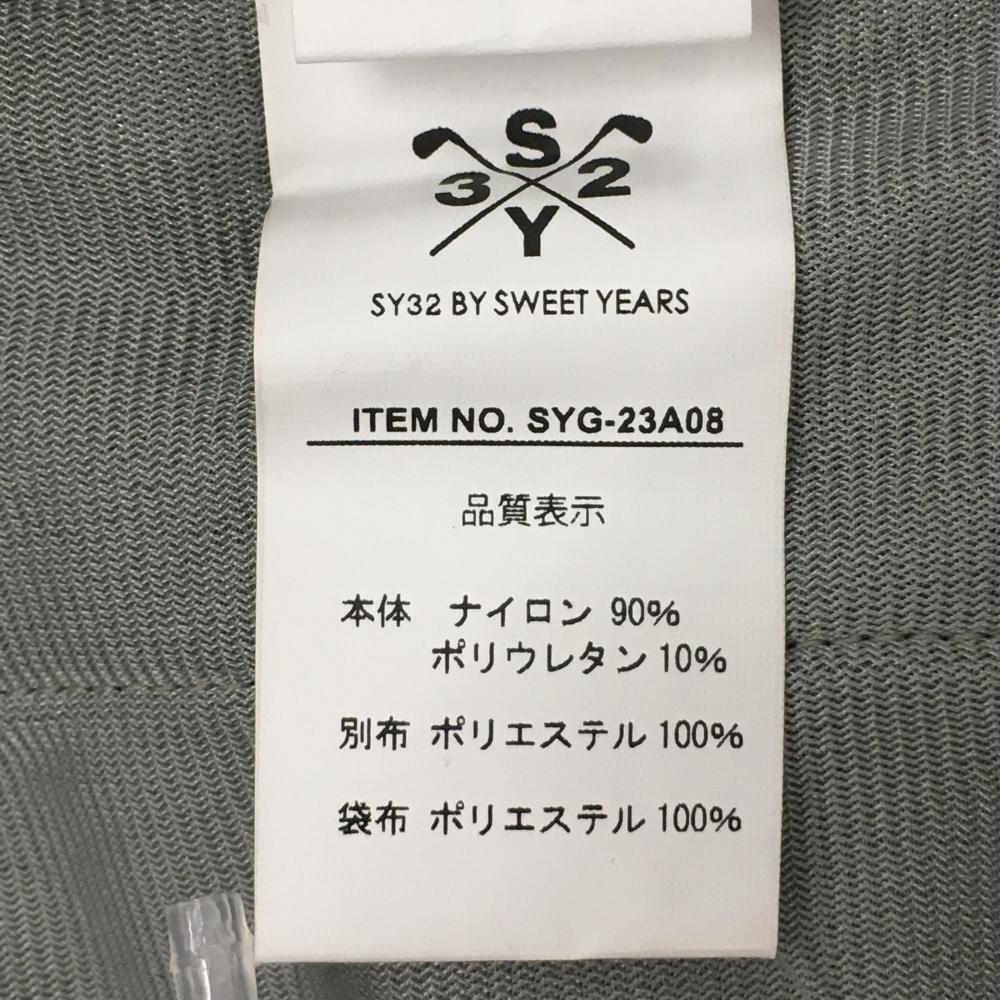 S
3 2
Y
SY32 BY SWEET YEARS
ITEM NO. SYG-23A08
品質表示
本体 ナイロン 90%
ポリウレタン 10%
別布 ポリエステル 100%
袋布 ポリエステル 100%